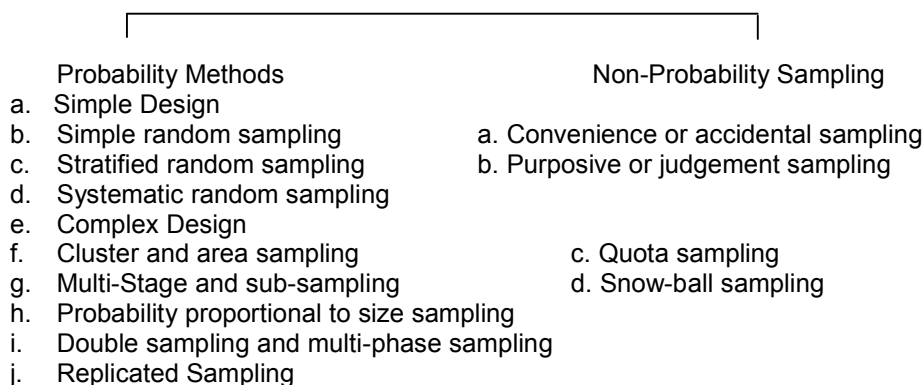 Probability Methods Non-Probability Sampling
a. Simple Design
b. Simple random sampling a. Convenience or accidental sampling
c. Stratified random sampling b. Purposive or judgement sampling
d. Systematic random sampling
e. Complex Design
f. Cluster and area sampling c. Quota sampling
g. Multi-Stage and sub-sampling d. Snow-ball sampling
h. Probability proportional to size sampling
i. Double sampling and multi-phase sampling
j. Replicated Sampling